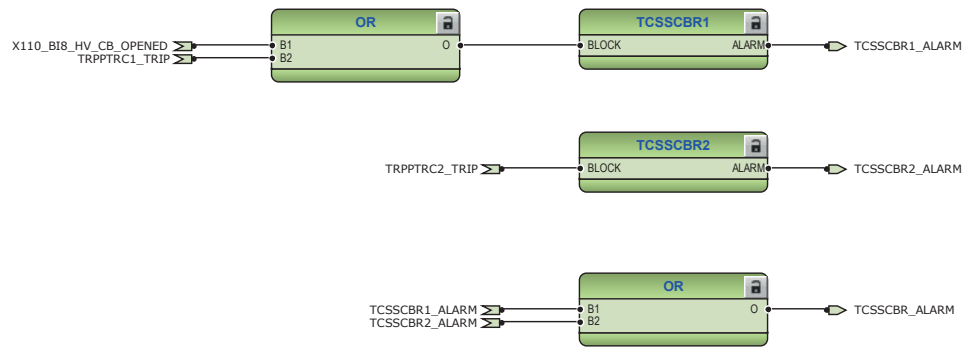 OR
X110_BI8_HV_CB_OPENED
TRPPTRC1_TRIP
B1
B2
O
TCSSCBR1
BLOCK
ALARM
TCSSCBR1_ALARM
TCSSCBR2
TRPPTRC2_TRIP
BLOCK
ALARM
TCSSCBR2_ALARM
OR
TCSSCBR1_ALARM
TCSSCBR2_ALARM
B1
B2
O
TCSSCBR_ALARM